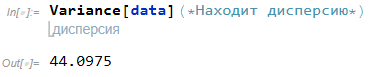 In[*]:= Variance[data](*Находит дисперсию*)
дисперсия
Out[*]= 44.0975